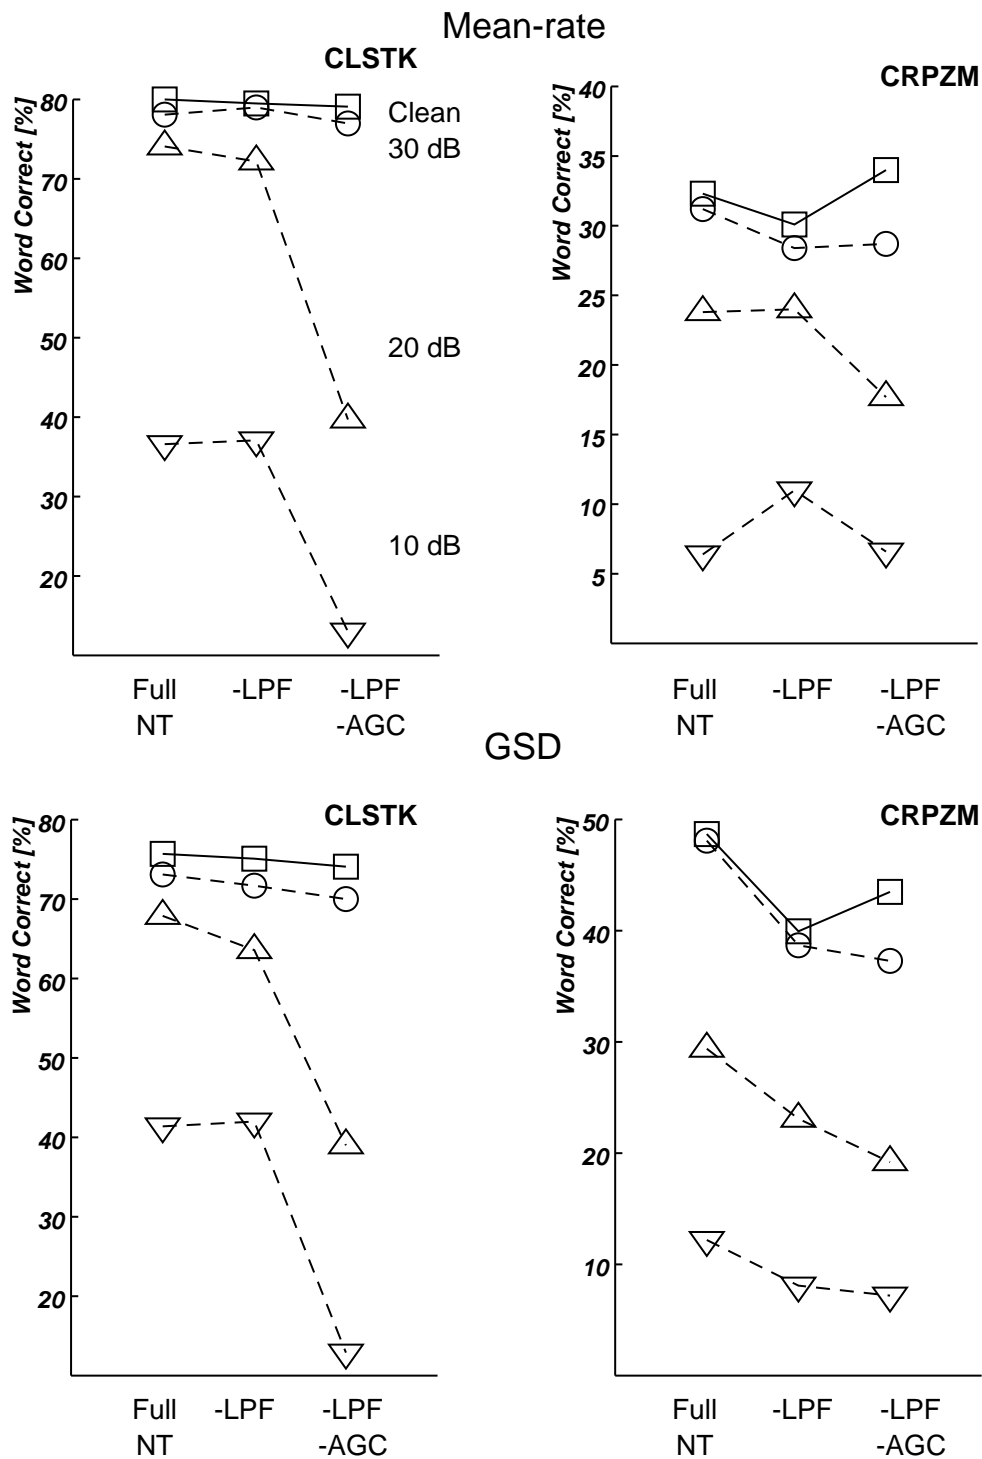 Mean-rate
CLSTK
Word Correct [%]
80
70
60
50
40
30
20
Clean
30 dB
20 dB
10 dB
Full -LPF -LPF
NT -AGC
CRPZM
Word Correct [%]
40
35
30
25
20
15
10
5
Full -LPF -LPF
NT -AGC
GSD
CLSTK
Word Correct [%]
80
70
60
50
40
30
20
Full -LPF -LPF
NT -AGC
CRPZM
Word Correct [%]
50
40
30
20
10
Full -LPF -LPF
NT -AGC